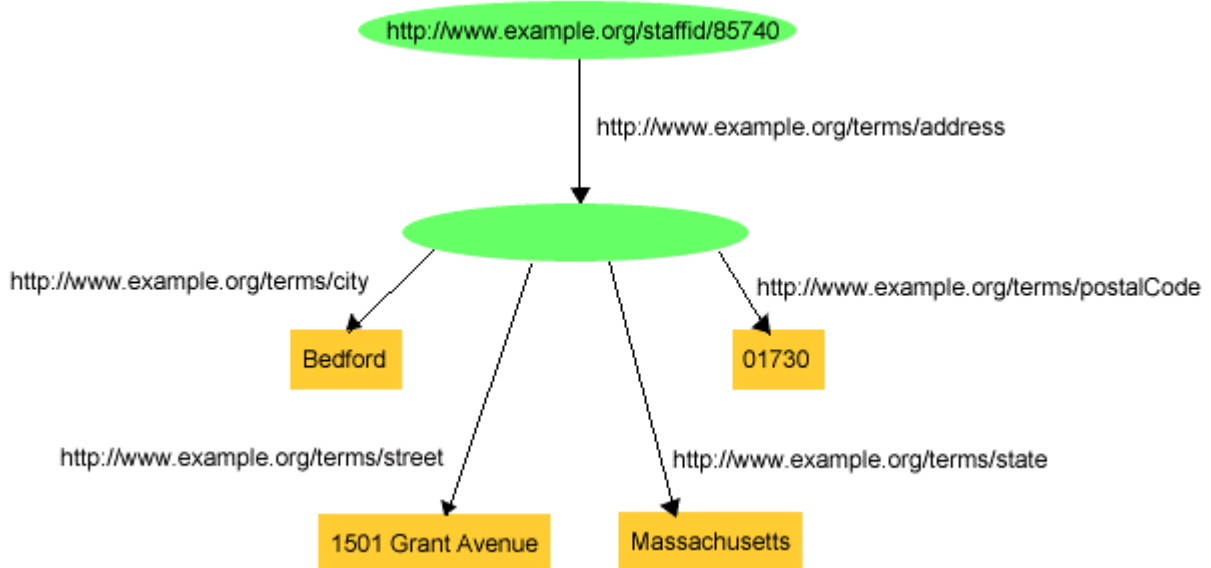 http://www.example.org/staffid/85740
http://www.example.org/terms/address
http://www.example.org/terms/city
http://www.example.org/terms/postalCode
Bedford
01730
http://www.example.org/terms/street
http://www.example.org/terms/state
1501 Grant Avenue
Massachusetts